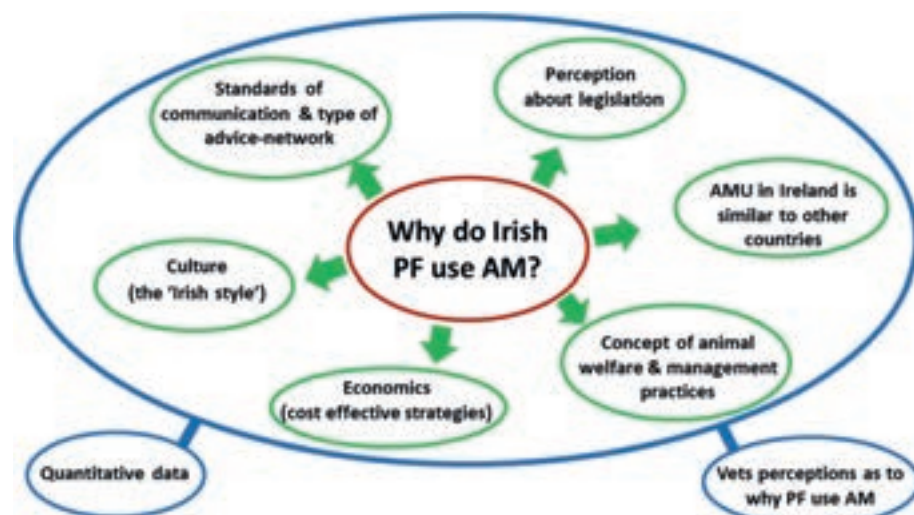 Standards of
communication & type of
advice-network
Perception
about legislation
Why do Irish
PF use AM?
AMU in Ireland is
similar to other
countries
Culture
(the 'Irish style')
Concept of animal
welfare & management
practices
Economics
(cost effective strategies)
Quantitative data
Vets perceptions as to
why PF use AM